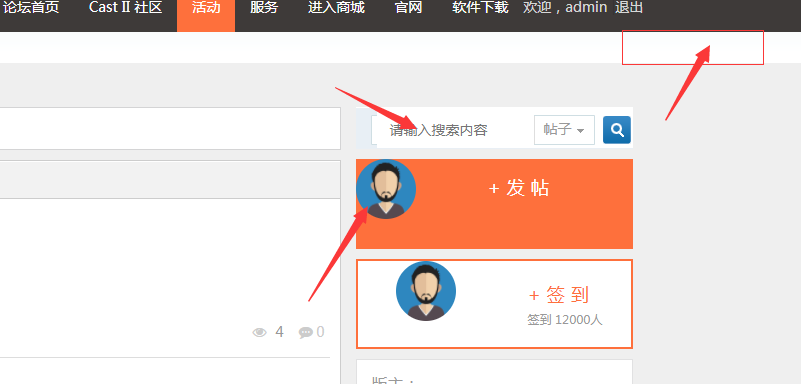 论坛首页 Cast II 社区 活动 服务 进入商城 官网 软件下载 欢迎，admin 退出
请输入搜索内容 帖子
+ 发 帖
+ 签 到
签到 12000人
4 0
版主：